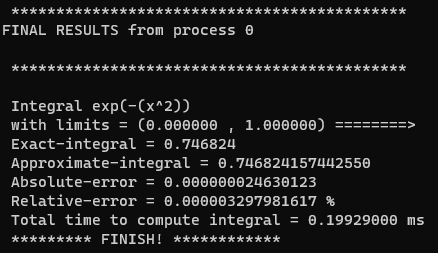 ********************************************
FINAL RESULTS from process 0
********************************************
Integral exp(-(x^2))
with limits = (0.000000 , 1.000000) ========>
Exact-integral = 0.746824
Approximate-integral = 0.746824157442550
Absolute-error = 0.000000024630123
Relative-error = 0.000003297981617 %
Total time to compute integral = 0.19929000 ms
********* FINISH! ************